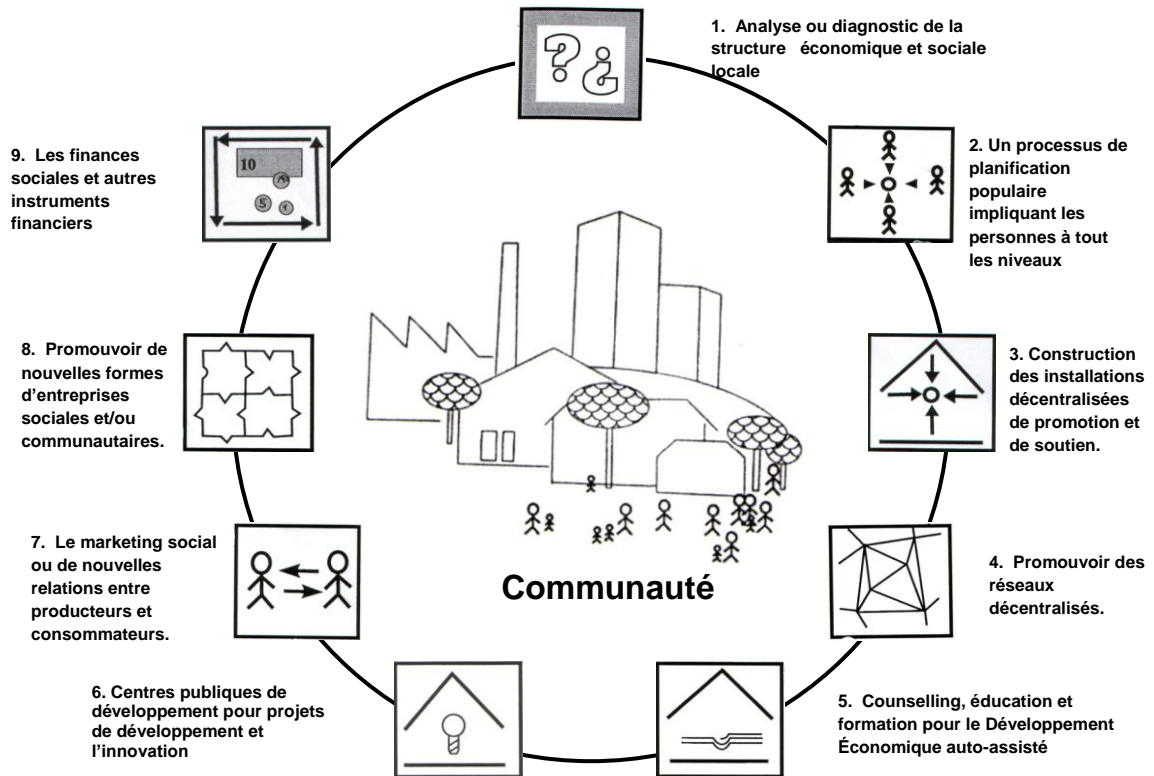 1. Analyse ou diagnostic de la
structure économique et sociale
locale
2. Un processus de
planification
populaire
impliquant les
personnes à tout
les niveaux
3. Construction
des installations
décentralisées
de promotion et
de soutien.
4. Promouvoir des
réseaux
décentralisés.
5. Counselling, éducation et
formation pour le Développement
Économique auto-assisté
6. Centres publiques de
développement pour projets
de développement et
l’innovation
7. Le marketing social
ou de nouvelles
relations entre
producteurs et
consommateurs.
8. Promouvoir de
nouvelles formes
d’entreprises
sociales et/ou
communautaires.
9. Les finances
sociales et autres
instruments
financiers
? ¿
10
5
1
Communauté